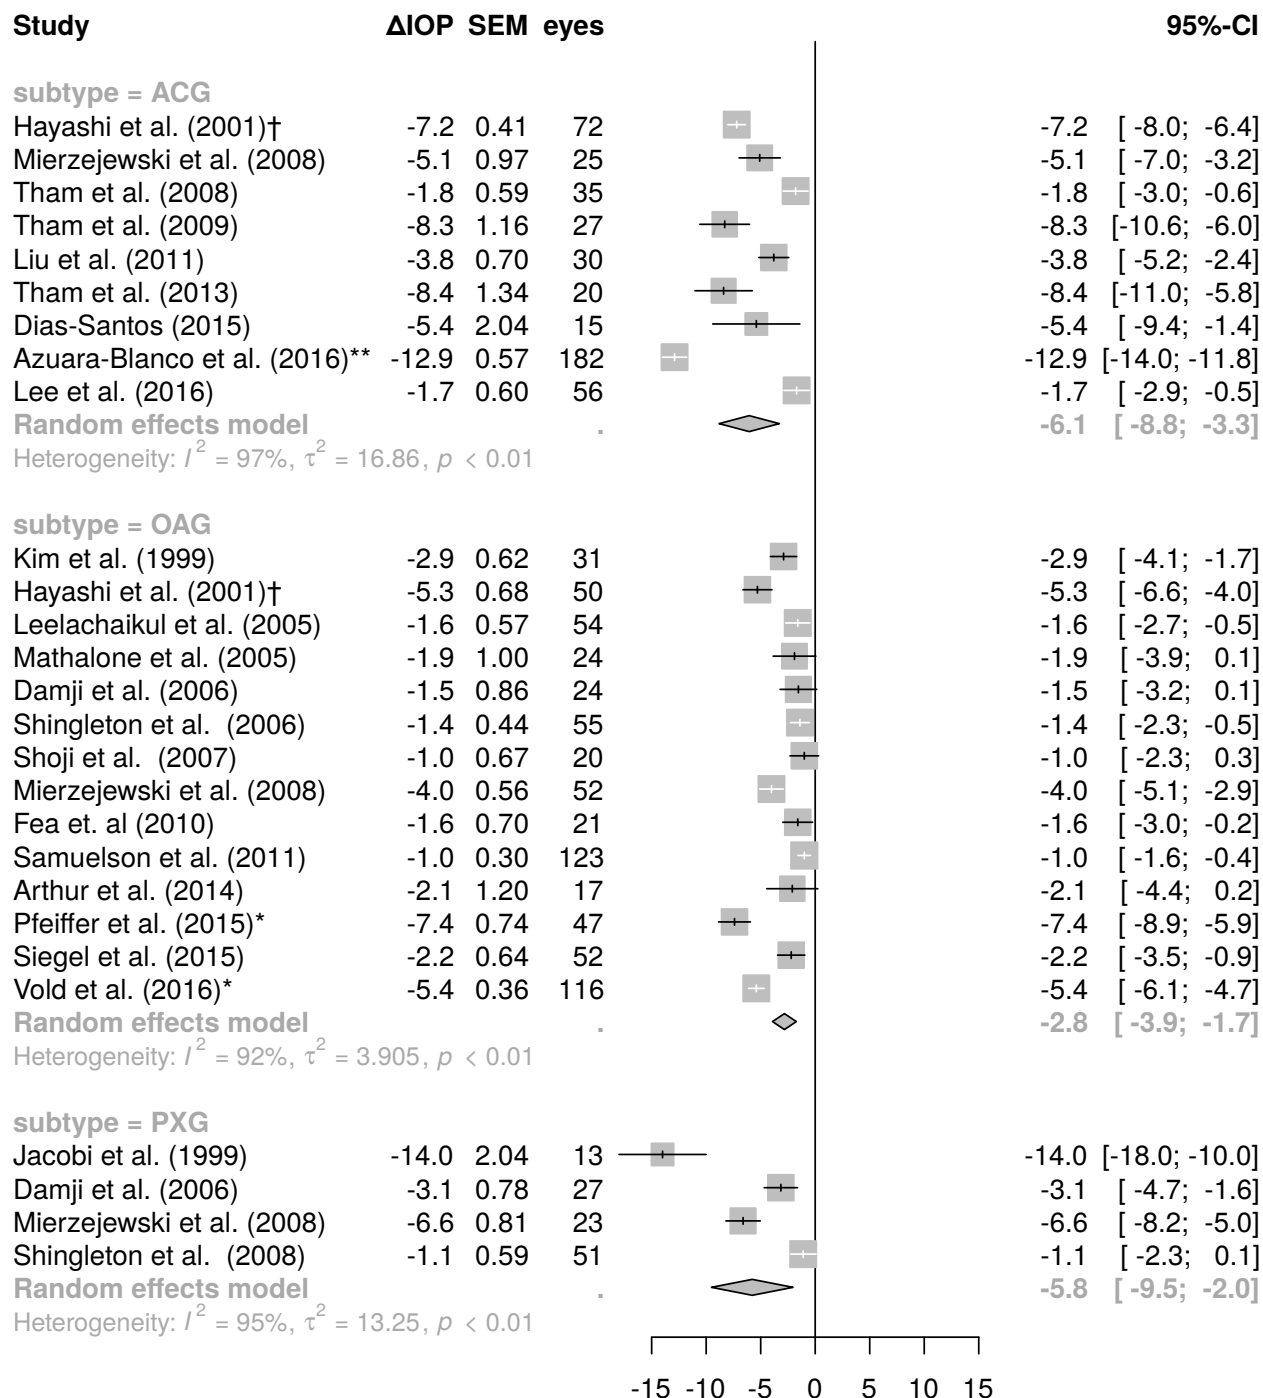 Study ΔIOP SEM eyes 95%-CI
subtype = ACG
Hayashi et al. (2001)† -7.2 0.41 72 -7.2 [ -8.0; -6.4]
Mierzejewski et al. (2008) -5.1 0.97 25 -5.1 [ -7.0; -3.2]
Tham et al. (2008) -1.8 0.59 35 -1.8 [ -3.0; -0.6]
Tham et al. (2009) -8.3 1.16 27 -8.3 [-10.6; -6.0]
Liu et al. (2011) -3.8 0.70 30 -3.8 [ -5.2; -2.4]
Tham et al. (2013) -8.4 1.34 20 -8.4 [-11.0; -5.8]
Dias-Santos (2015) -5.4 2.04 15 -5.4 [ -9.4; -1.4]
Azuara-Blanco et al. (2016)** -12.9 0.57 182 -12.9 [-14.0; -11.8]
Lee et al. (2016) -1.7 0.60 56 -1.7 [ -2.9; -0.5]
Random effects model . -6.1 [ -8.8; -3.3]
Heterogeneity: I² = 97%, τ² = 16.86, p < 0.01
subtype = OAG
Kim et al. (1999) -2.9 0.62 31 -2.9 [ -4.1; -1.7]
Hayashi et al. (2001)† -5.3 0.68 50 -5.3 [ -6.6; -4.0]
Leelachaikul et al. (2005) -1.6 0.57 54 -1.6 [ -2.7; -0.5]
Mathalone et al. (2005) -1.9 1.00 24 -1.9 [ -3.9; 0.1]
Damji et al. (2006) -1.5 0.86 24 -1.5 [ -3.2; 0.1]
Shingleton et al. (2006) -1.4 0.44 55 -1.4 [ -2.3; -0.5]
Shoji et al. (2007) -1.0 0.67 20 -1.0 [ -2.3; 0.3]
Mierzejewski et al. (2008) -4.0 0.56 52 -4.0 [ -5.1; -2.9]
Fea et. al (2010) -1.6 0.70 21 -1.6 [ -3.0; -0.2]
Samuelson et al. (2011) -1.0 0.30 123 -1.0 [ -1.6; -0.4]
Arthur et al. (2014) -2.1 1.20 17 -2.1 [ -4.4; 0.2]
Pfeiffer et al. (2015)* -7.4 0.74 47 -7.4 [ -8.9; -5.9]
Siegel et al. (2015) -2.2 0.64 52 -2.2 [ -3.5; -0.9]
Vold et al. (2016)* -5.4 0.36 116 -5.4 [ -6.1; -4.7]
Random effects model . -2.8 [ -3.9; -1.7]
Heterogeneity: I² = 92%, τ² = 3.905, p < 0.01
subtype = PXG
Jacobi et al. (1999) -14.0 2.04 13 -14.0 [-18.0; -10.0]
Damji et al. (2006) -3.1 0.78 27 -3.1 [ -4.7; -1.6]
Mierzejewski et al. (2008) -6.6 0.81 23 -6.6 [ -8.2; -5.0]
Shingleton et al. (2008) -1.1 0.59 51 -1.1 [ -2.3; 0.1]
Random effects model . -5.8 [ -9.5; -2.0]
Heterogeneity: I² = 95%, τ² = 13.25, p < 0.01
-15 -10 -5 0 5 10 15